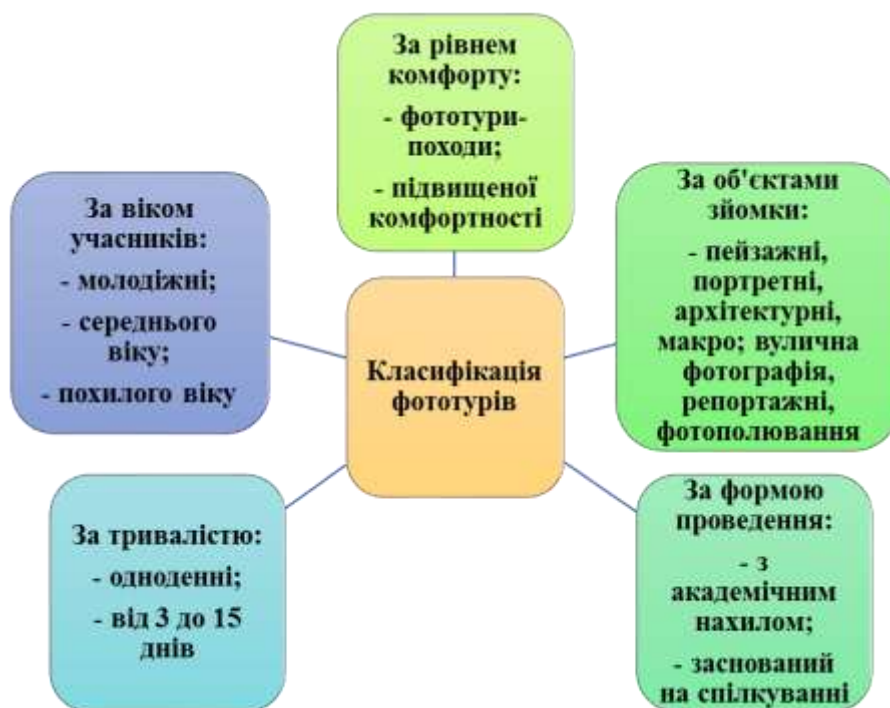 За рівнем
комфорту:
- фототури-
походи;
- підвищеної
комфортності
За віком
учасників:
- молодіжні;
- середнього
віку;
- похилого віку
За об'єктами
зйомки:
- пейзажні,
портретні,
архітектурні,
макро; вулична
фотографія,
репортажні,
фотополювання
Класифікація
фототурів
За тривалістю:
- одноденні;
- від 3 до 15
днів
За формою
проведення:
- з
академічним
нахилом;
- заснований
на спілкуванні